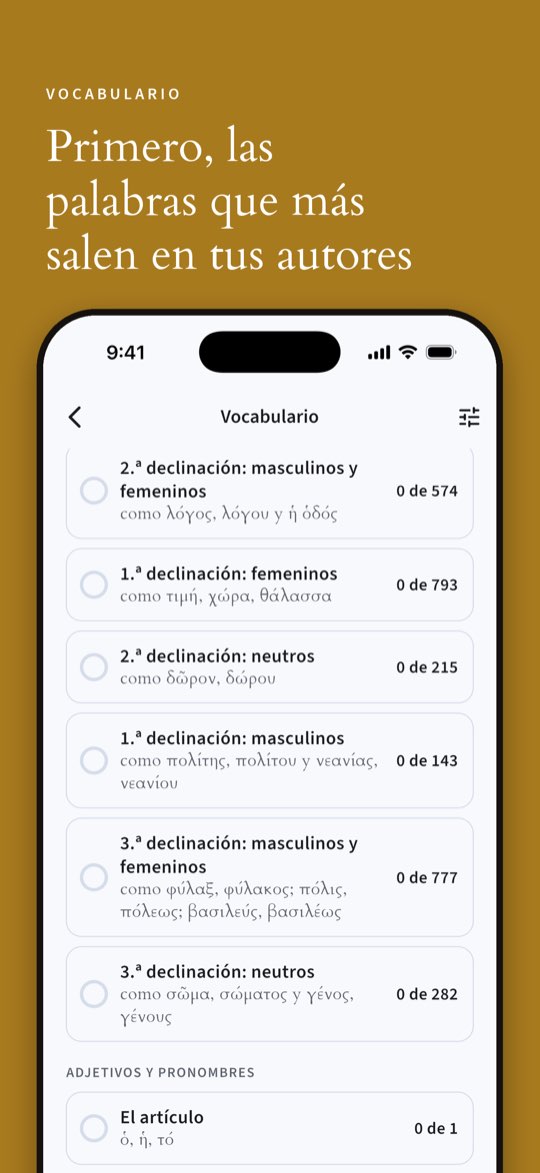 VOCABULARIO
Primero, las
palabras que más
salen en tus autores
9:41
Vocabulario
2.ª declinación: masculinos y
femeninos
como λόγος, λόγου y ἡ ὁδός
0 de 574
1.ª declinación: femeninos
como τιμή, χώρα, θάλασσα
0 de 793
2.ª declinación: neutros
como δῶρον, δώρου
0 de 215
1.ª declinación: masculinos
como πολίτης, πολίτου y νεανίας,
νεανίου
0 de 143
3.ª declinación: masculinos y
femeninos
como φύλαξ, φύλακος; πόλις,
πόλεως; βασιλεύς, βασιλέως
0 de 777
3.ª declinación: neutros
como σῶμα, σώματος y γένος,
γένους
0 de 282
ADJETIVOS Y PRONOMBRES
El artículo
ὁ, ἡ, τό
0 de 1